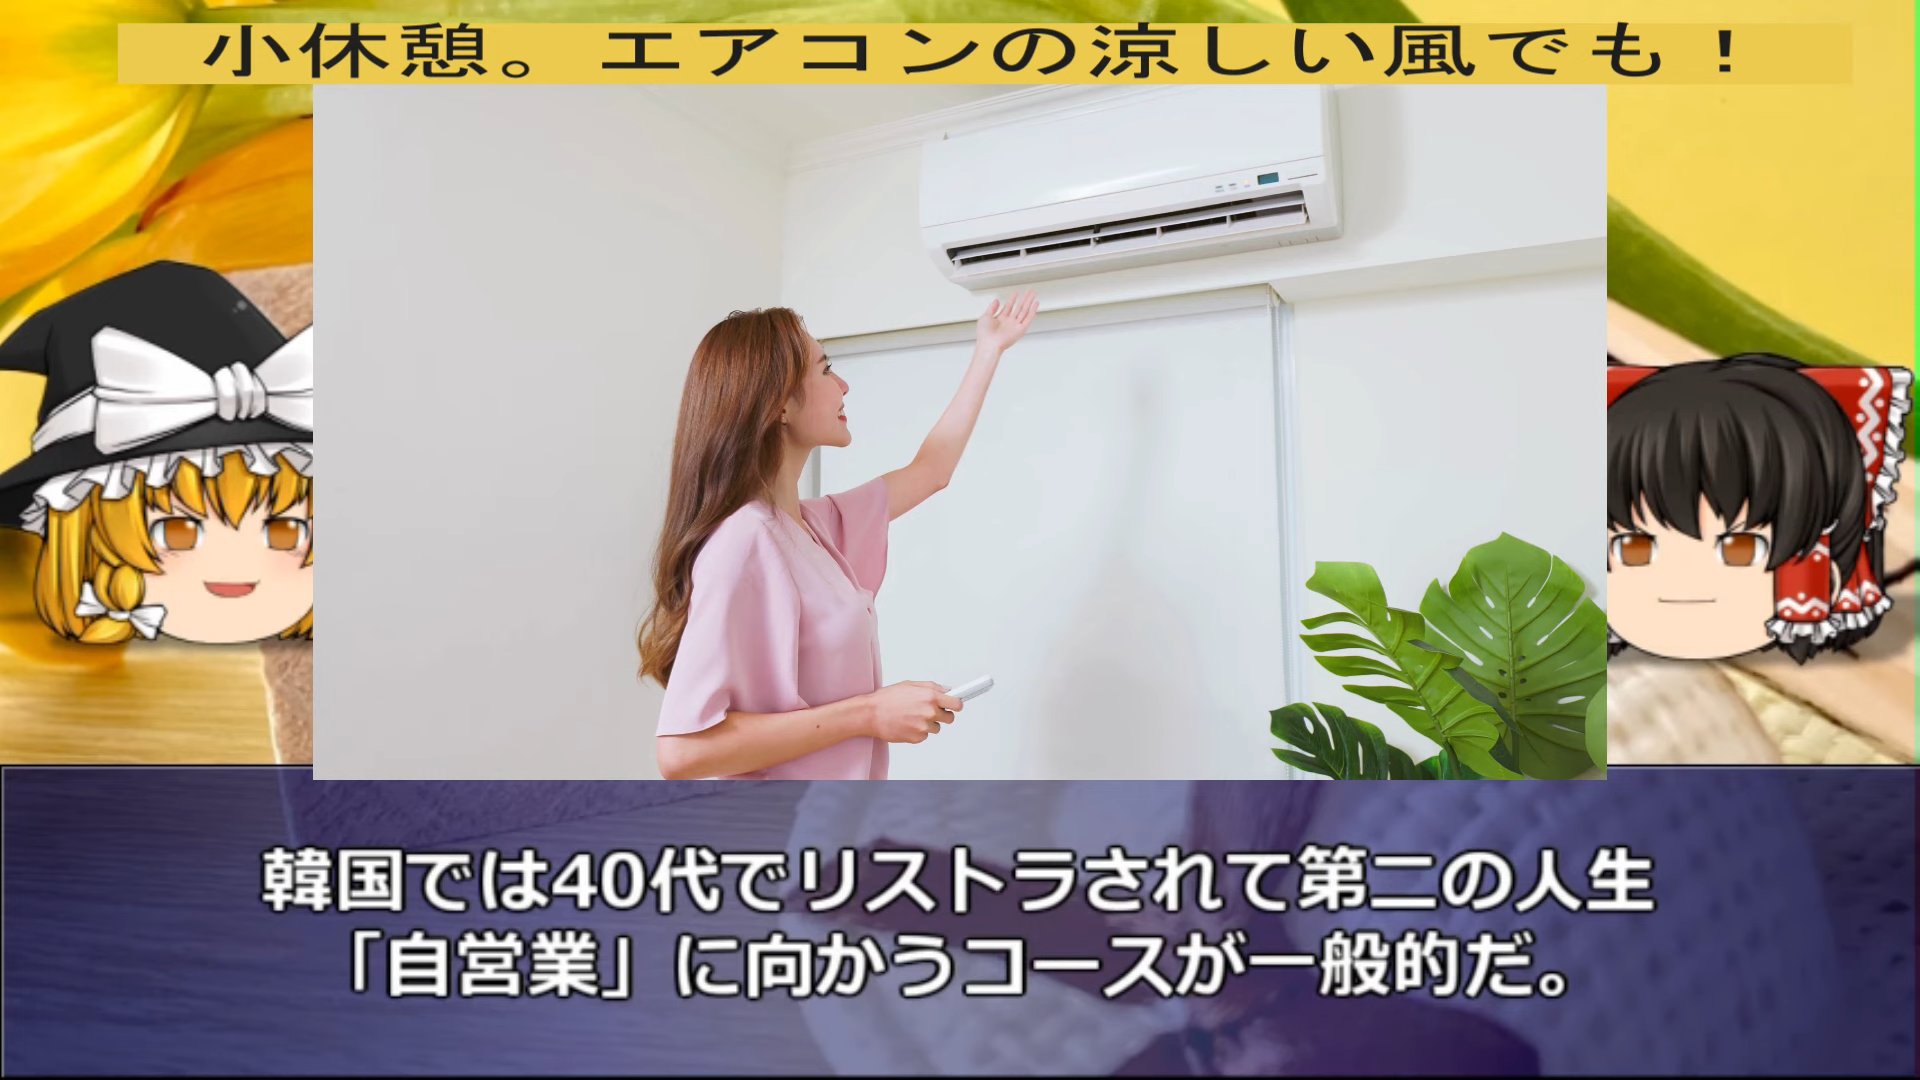 小休憩。エアコンの涼しい風でも！
韓国では40代でリストラされて第二の人生
「自営業」に向かうコースが一般的だ。